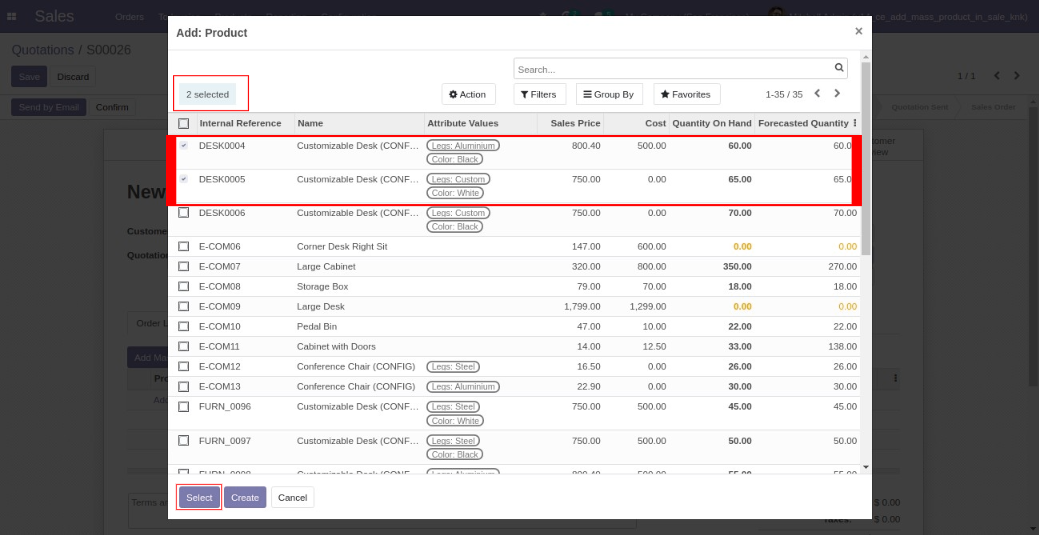 Sales
Orders
ce_add_mass_product_in_sale_knk)
Quotations / S00026
Save
Discard
1 / 1
Send by Email
Confirm
Quotation Sent
Sales Order
Add: Product
×
Search...
2 selected
Action
Filters
Group By
Favorites
1-35 / 35
Internal Reference Name Attribute Values Sales Price Cost Quantity On Hand Forecasted Quantity
DESK0004 Customizable Desk (CONF... Legs: Aluminium 800.40 500.00 60.00 60.0
Color: Black
DESK0005 Customizable Desk (CONF... Legs: Custom 750.00 0.00 65.00 65.0
Color: White
DESK0006 Customizable Desk (CONF... Legs: Custom 750.00 0.00 70.00 70.00
Color: Black
E-COM06 Corner Desk Right Sit 147.00 600.00 0.00 0.00
E-COM07 Large Cabinet 320.00 800.00 350.00 270.00
E-COM08 Storage Box 79.00 70.00 18.00 18.00
E-COM09 Large Desk 1,799.00 1,299.00 0.00 0.00
E-COM10 Pedal Bin 47.00 10.00 22.00 22.00
E-COM11 Cabinet with Doors 14.00 12.50 33.00 138.00
E-COM12 Conference Chair (CONFIG) Legs: Steel 16.50 0.00 26.00 26.00
E-COM13 Conference Chair (CONFIG) Legs: Aluminium 22.90 0.00 30.00 30.00
FURN_0096 Customizable Desk (CONF... Legs: Steel 750.00 500.00 45.00 45.00
Color: White
FURN_0097 Customizable Desk (CONF... Legs: Steel 750.00 500.00 50.00 50.00
Color: Black
Select
Create
Cancel
New
Custome
Quotation
Order L
Add Ma
Pro
Add
Terms a
$ 0.00
Taxes: $ 0.00